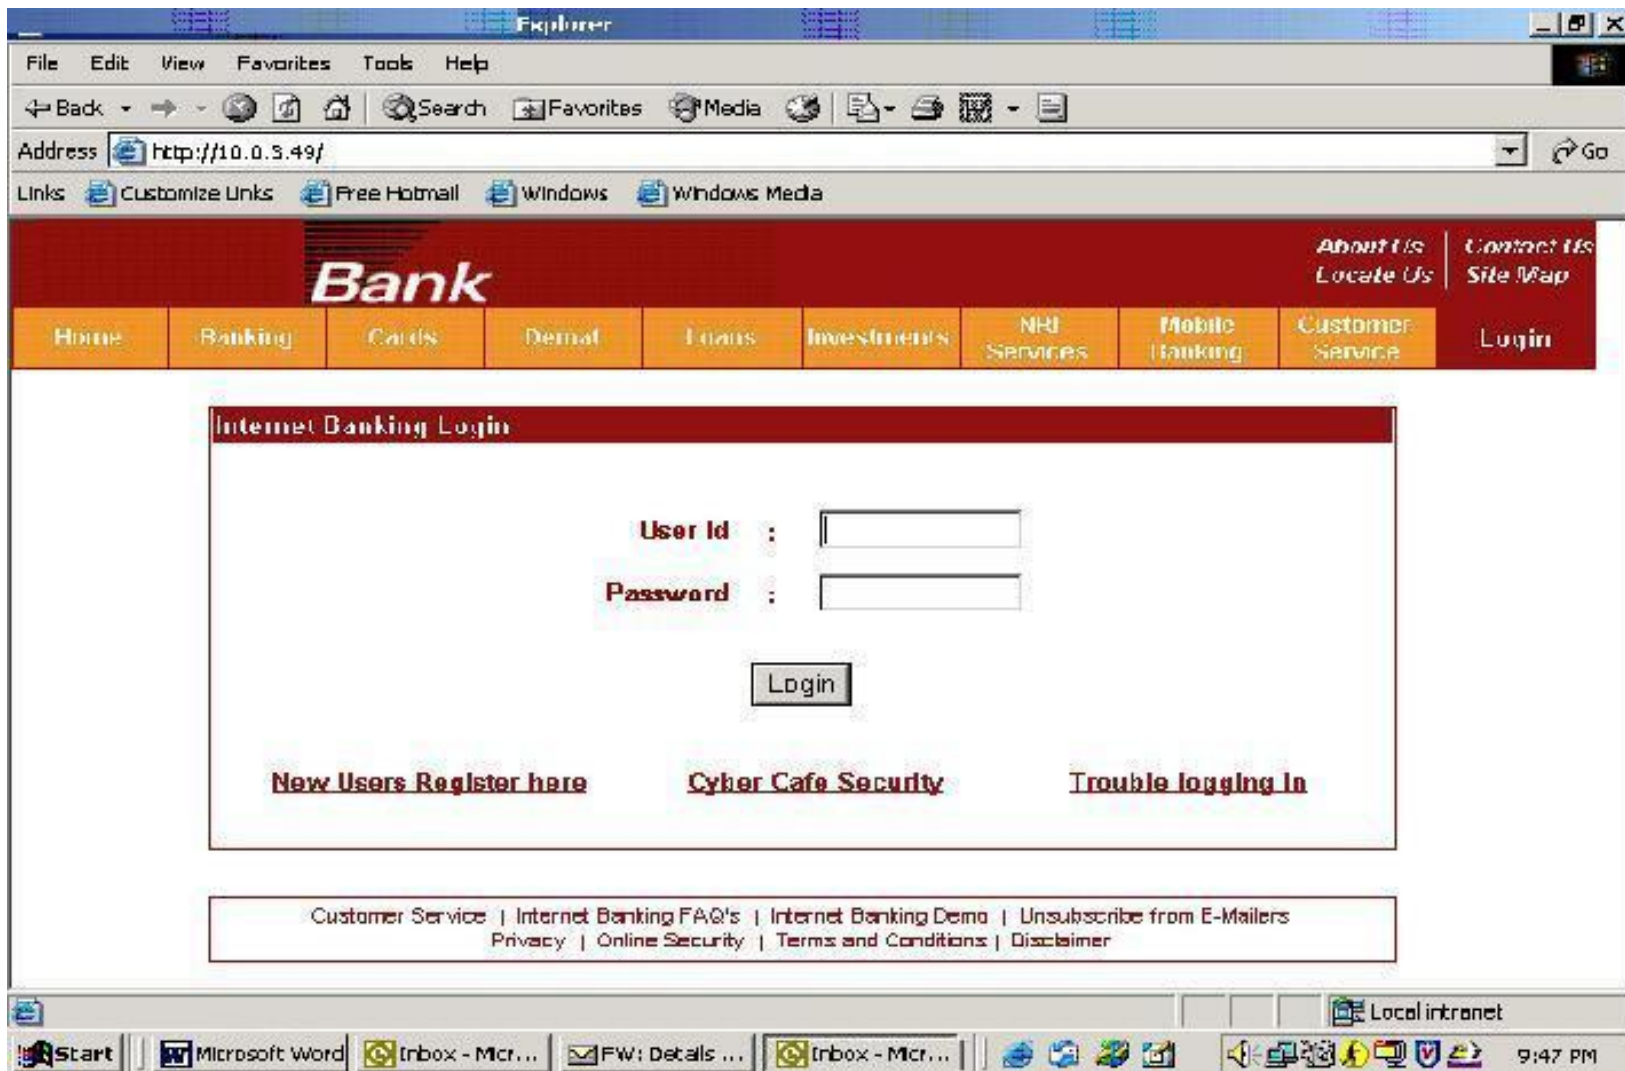 Explorer
File Edit View Favorites Tools Help
Back Search Favorites Media
Address http://10.0.3.49/ Go
Links Customize Links Free Hotmail Windows Windows Media
Bank
About Us Contact Us
Locate Us Site Map
Home Banking Cards Demat Loans Investments NRI Services Mobile Banking Customer Service Login
Internet Banking Login
User Id :
Password :
Login
New Users Register here Cyber Cafe Security Trouble logging in
Customer Service | Internet Banking FAQ's | Internet Banking Demo | Unsubscribe from E-Mailers
Privacy | Online Security | Terms and Conditions | Disclaimer
Local intranet
Start Microsoft Word Inbox - Micr... FW: Details ... Inbox - Micr... 9:47 PM